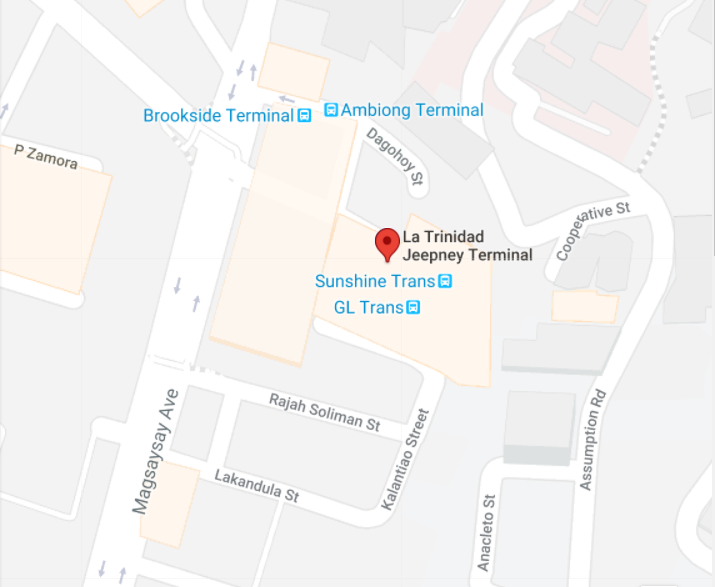 Brookside Terminal
Ambiong Terminal
P Zamora
Dagohoy St
Cooperative St
La Trinidad
Jeepney Terminal
Sunshine Trans
GL Trans
Magsaysay Ave
Rajah Soliman St
Kalantiao Street
Assumption Rd
Lakandula St
Anacleto St